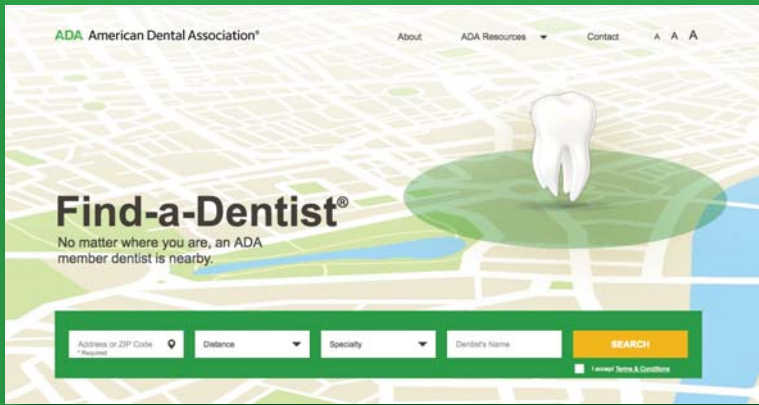 ADA American Dental Association®
About
ADA Resources
Contact
A A A
Find-a-Dentist®
No matter where you are, an ADA
member dentist is nearby.
Address or ZIP Code
* Required
Distance
Specialty
Dentist's Name
SEARCH
I accept Terms & Conditions